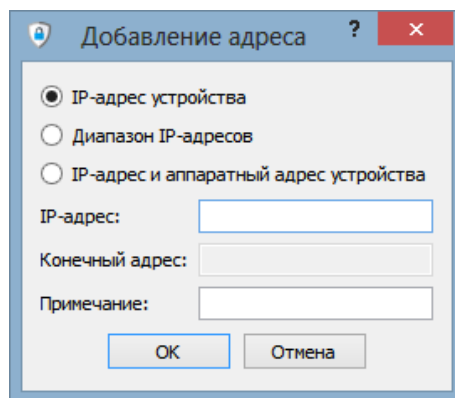 Добавление адреса ?
IP-адрес устройства
Диапазон IP-адресов
IP-адрес и аппаратный адрес устройства
IP-адрес:
Конечный адрес:
Примечание:
OK Отмена